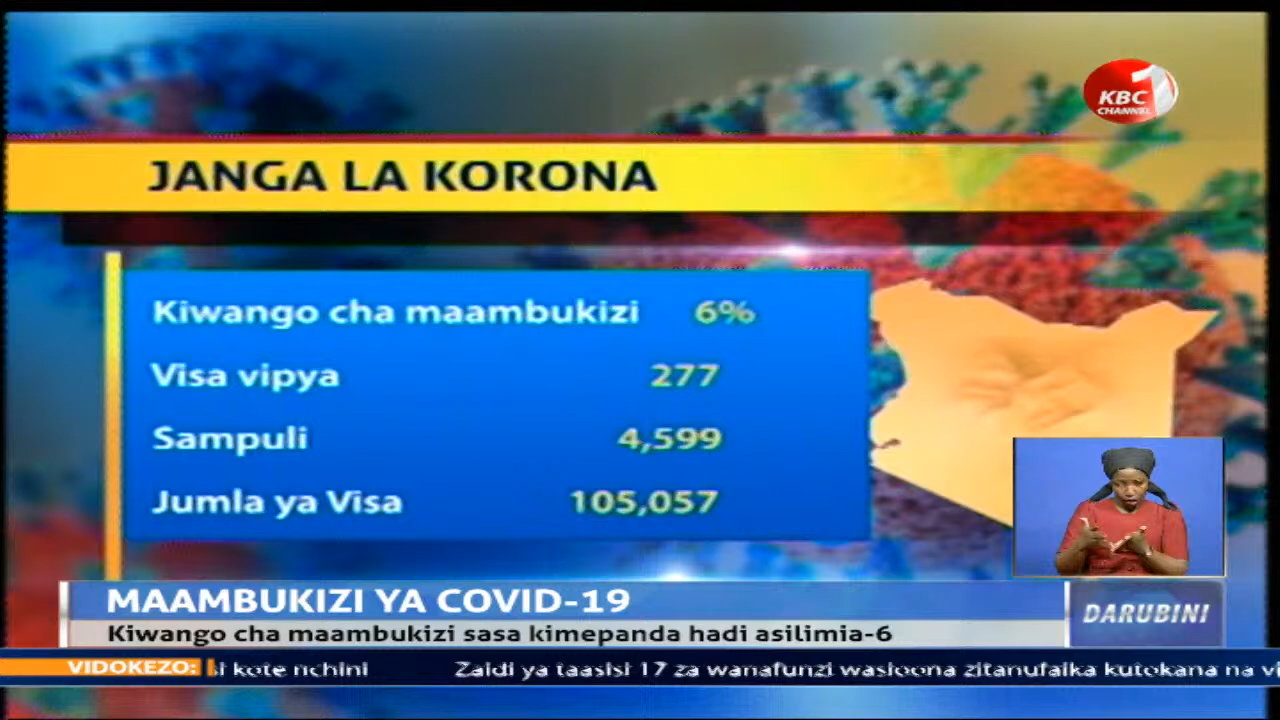 KBC 1
CHANNEL
JANGA LA KORONA
Kiwango cha maambukizi 6%
Visa vipya 277
Sampuli 4,599
Jumla ya Visa 105,057
MAAMBUKIZI YA COVID-19
Kiwango cha maambukizi sasa kimepanda hadi asilimia-6
DARUBINI
VIDOKEZO: si kote nchini Zaidi ya taasisi 17 za wanafunzi wasioona zitanufaika kutokana na vi